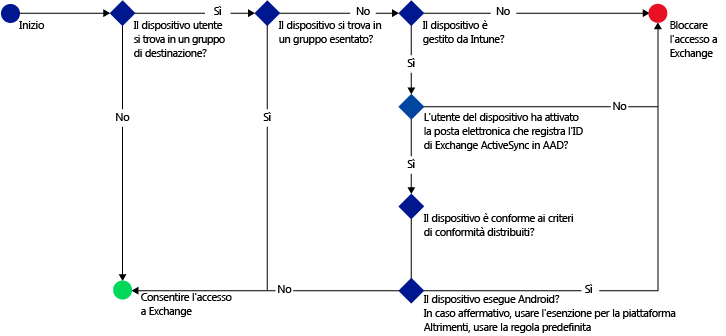 Inizio
Il dispositivo utente
si trova in un gruppo
di destinazione?
Sì
Il dispositivo si trova in
un gruppo esentato?
No
Il dispositivo è
gestito da Intune?
No
Bloccare
l'accesso a
Exchange
Sì
No
Sì
L'utente del dispositivo ha attivato
la posta elettronica che registra l'ID
di Exchange ActiveSync in AAD?
No
Sì
Il dispositivo è conforme ai criteri
di conformità distribuiti?
Consentire l'accesso
a Exchange
No
Sì
Il dispositivo esegue Android?
In caso affermativo, usare l'esenzione per la piattaforma
Altrimenti, usare la regola predefinita